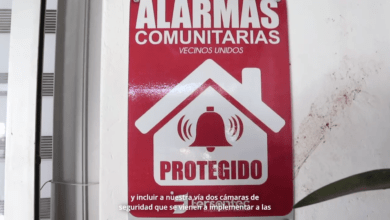 ALARMAS
COMUNITARIAS
VECINOS UNIDOS
PROTEGIDO
y incluir a nuestra vía dos cámaras de
seguridad que se vienen a implementar a las